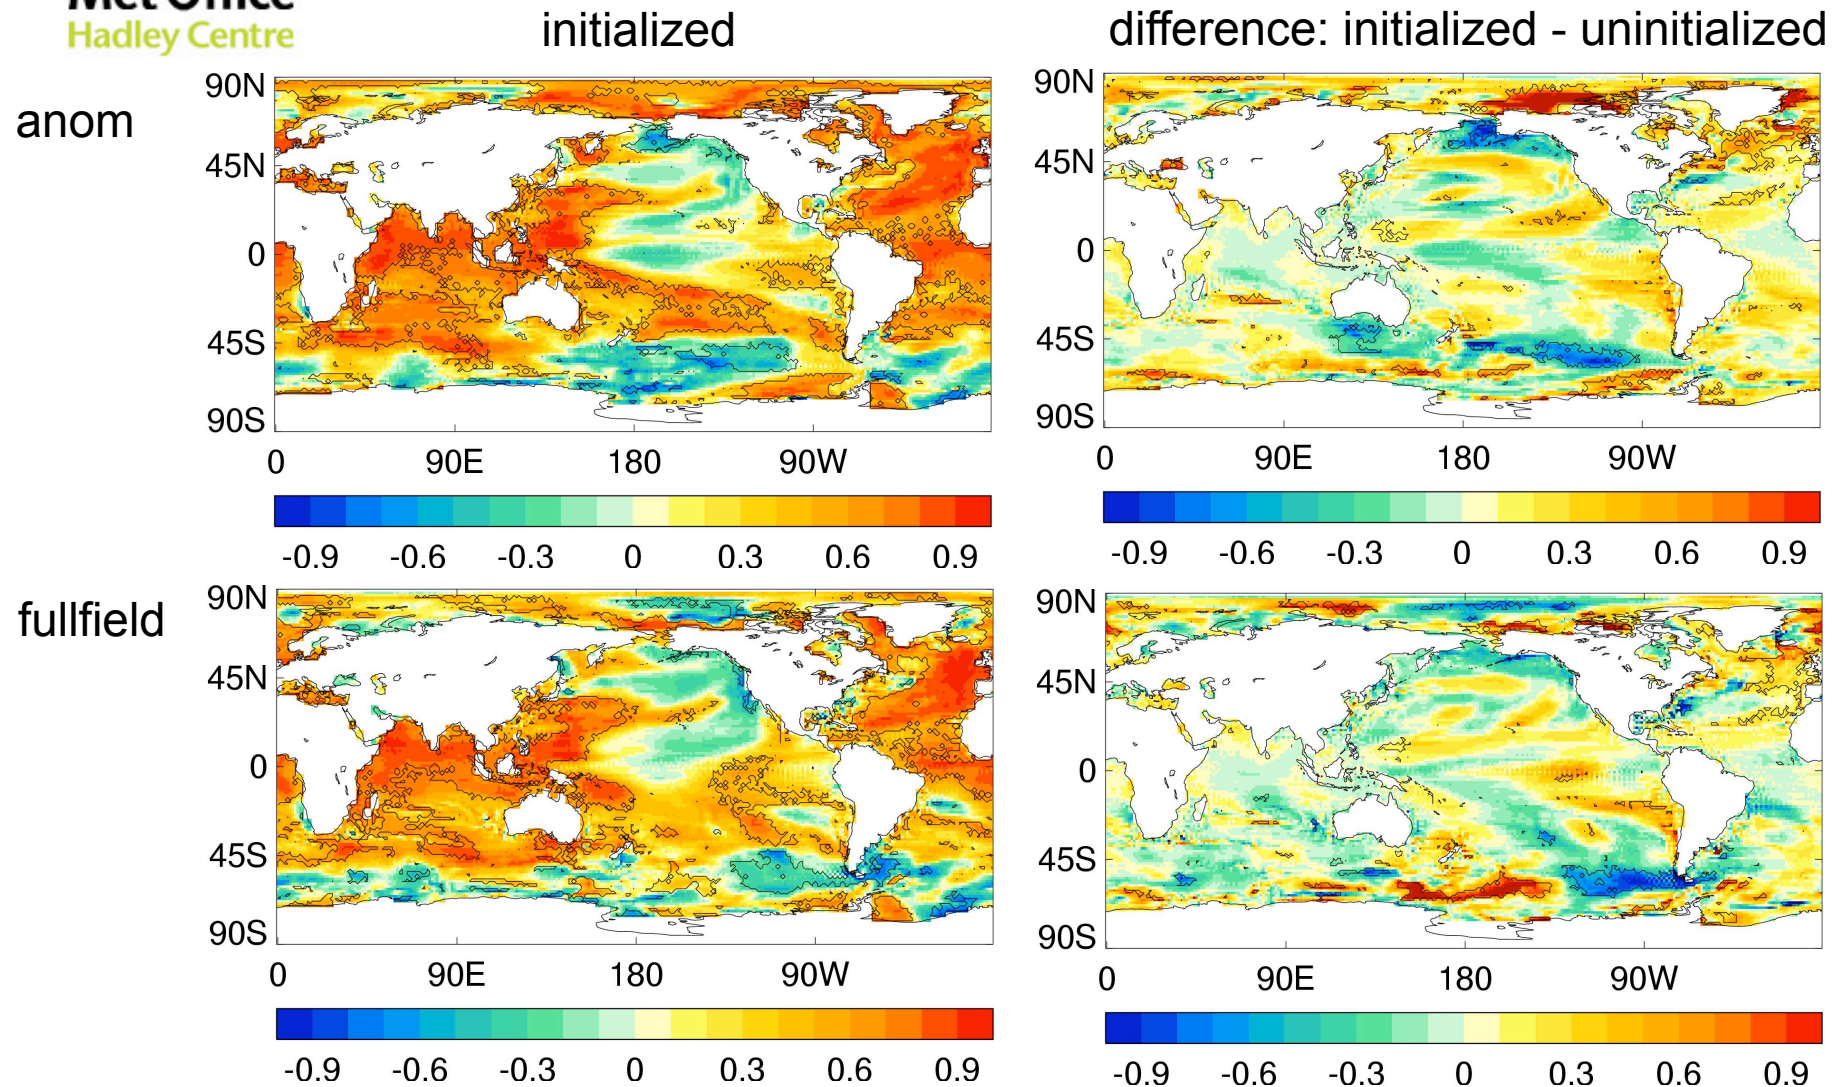 Met Office
Hadley Centre
initialized
difference: initialized - uninitialized
anom
90N
45N
0
45S
90S
0 90E 180 90W
-0.9 -0.6 -0.3 0 0.3 0.6 0.9
90N
45N
0
45S
90S
0 90E 180 90W
-0.9 -0.6 -0.3 0 0.3 0.6 0.9
fullfield
90N
45N
0
45S
90S
0 90E 180 90W
-0.9 -0.6 -0.3 0 0.3 0.6 0.9
90N
45N
0
45S
90S
0 90E 180 90W
-0.9 -0.6 -0.3 0 0.3 0.6 0.9